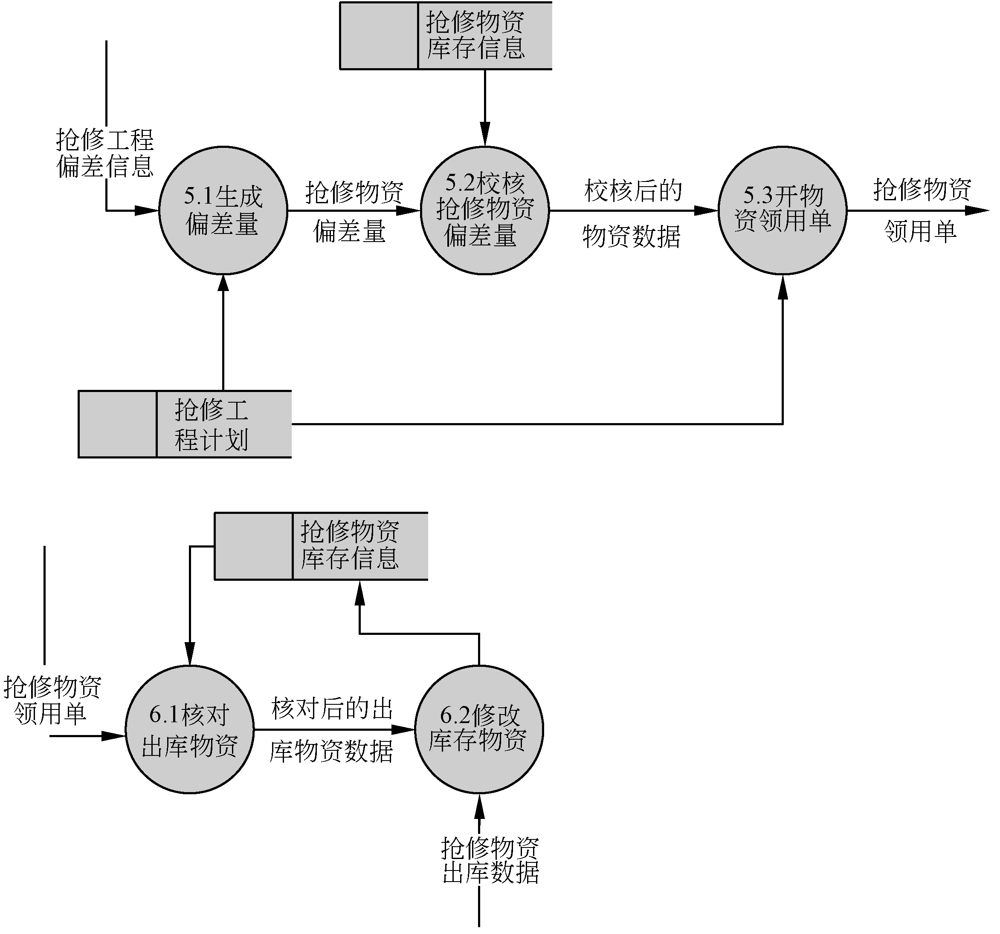 抢修物资
库存信息
抢修工程
偏差信息
5.1生成
偏差量
抢修物资
偏差量
5.2校核
抢修物资
偏差量
校核后的
物资数据
5.3开物
资领用单
抢修物资
领用单
抢修工
程计划
抢修物资
库存信息
抢修物资
领用单
6.1核对
出库物资
核对后的出
库物资数据
6.2修改
库存物资
抢修物资
出库数据